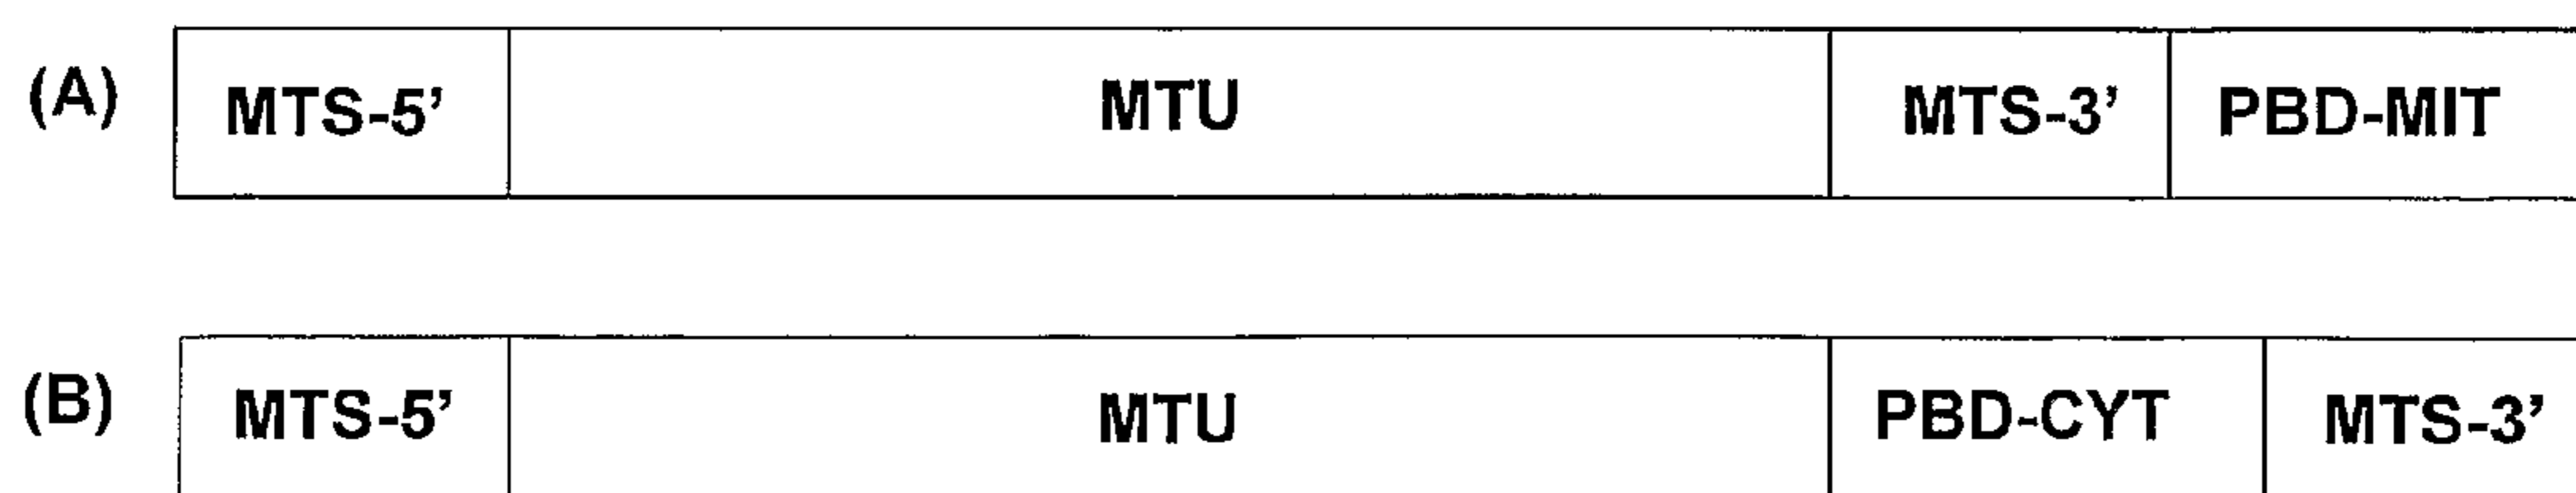 (A) MTS-5’ MTU MTS-3’ PBD-MIT
(B) MTS-5’ MTU PBD-CYT MTS-3’